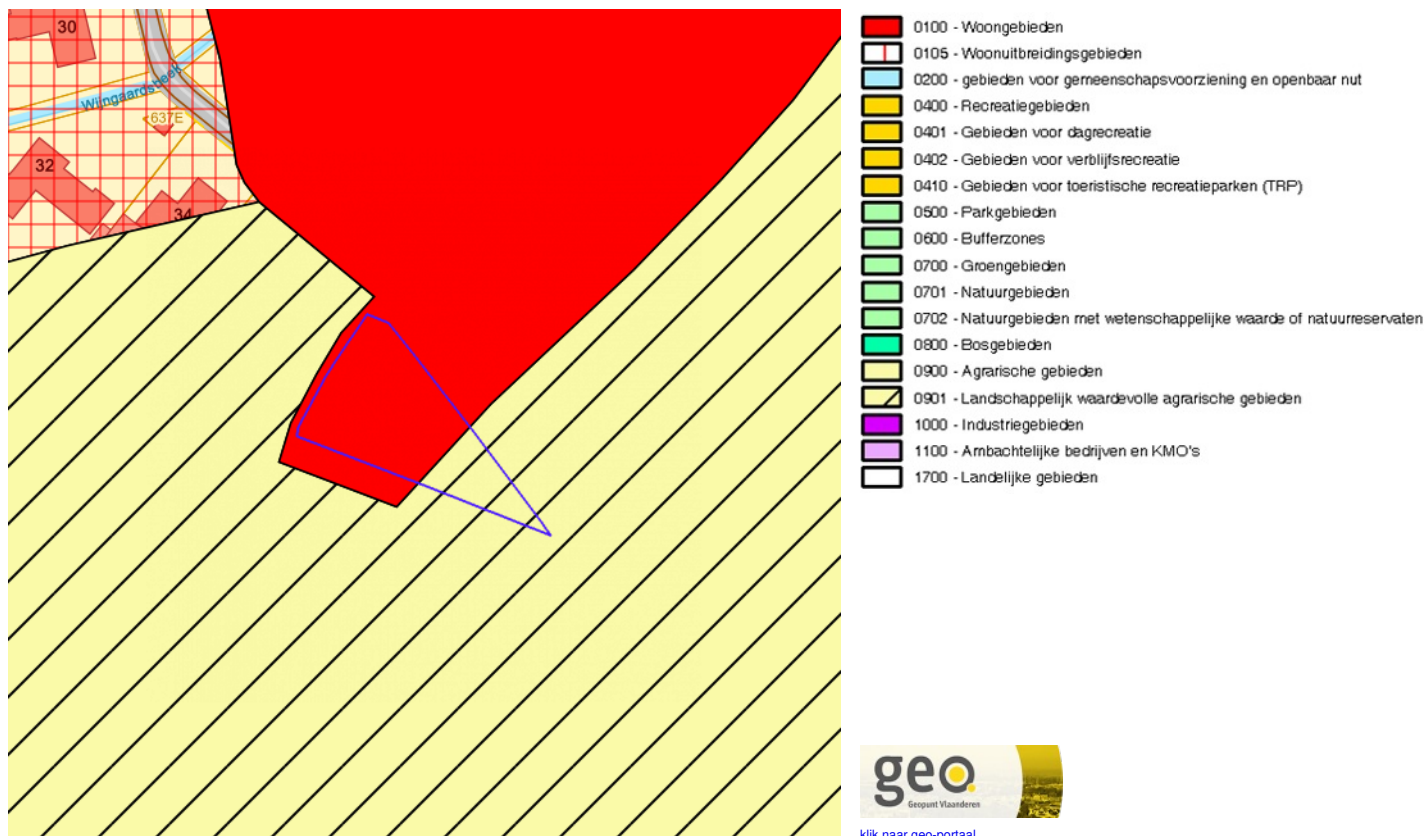 30
Wijngaardsbeek
637E
32
34
0100 - Woongebieden
0105 - Woonuitbreidingsgebieden
0200 - gebieden voor gemeenschapsvoorziening en openbaar nut
0400 - Recreatiegebieden
0401 - Gebieden voor dagrecreatie
0402 - Gebieden voor verblijfsrecreatie
0410 - Gebieden voor toeristische recreatieparken (TRP)
0500 - Parkgebieden
0600 - Bufferzones
0700 - Groengebieden
0701 - Natuurgebieden
0702 - Natuurgebieden met wetenschappelijke waarde of natuurreservaten
0800 - Bosgebieden
0900 - Agrarische gebieden
0901 - Landschappelijk waardevolle agrarische gebieden
1000 - Industriegebieden
1100 - Ambachtelijke bedrijven en KMO's
1700 - Landelijke gebieden
geo
Geopunt Vlaanderen
klik naar geo-portaal